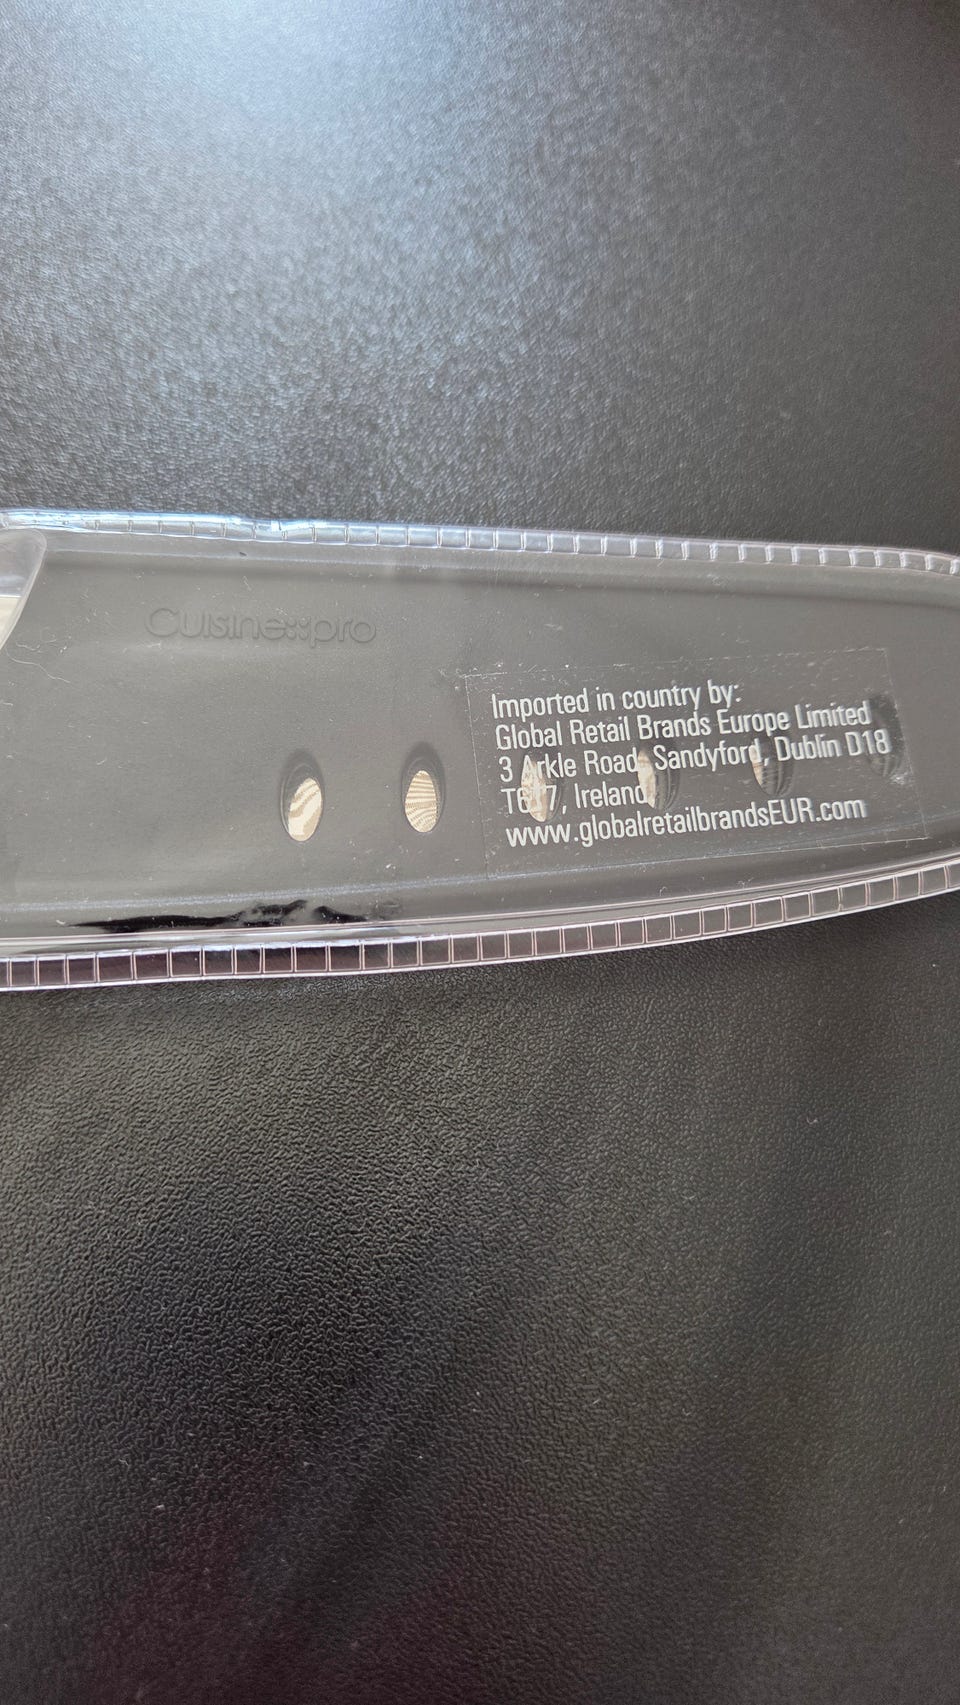 Cuisine::pro
Imported in country by:
Global Retail Brands Europe Limited
3 Arkle Road, Sandyford, Dublin D18
Ireland
www.globalretailbrandsEUR.com